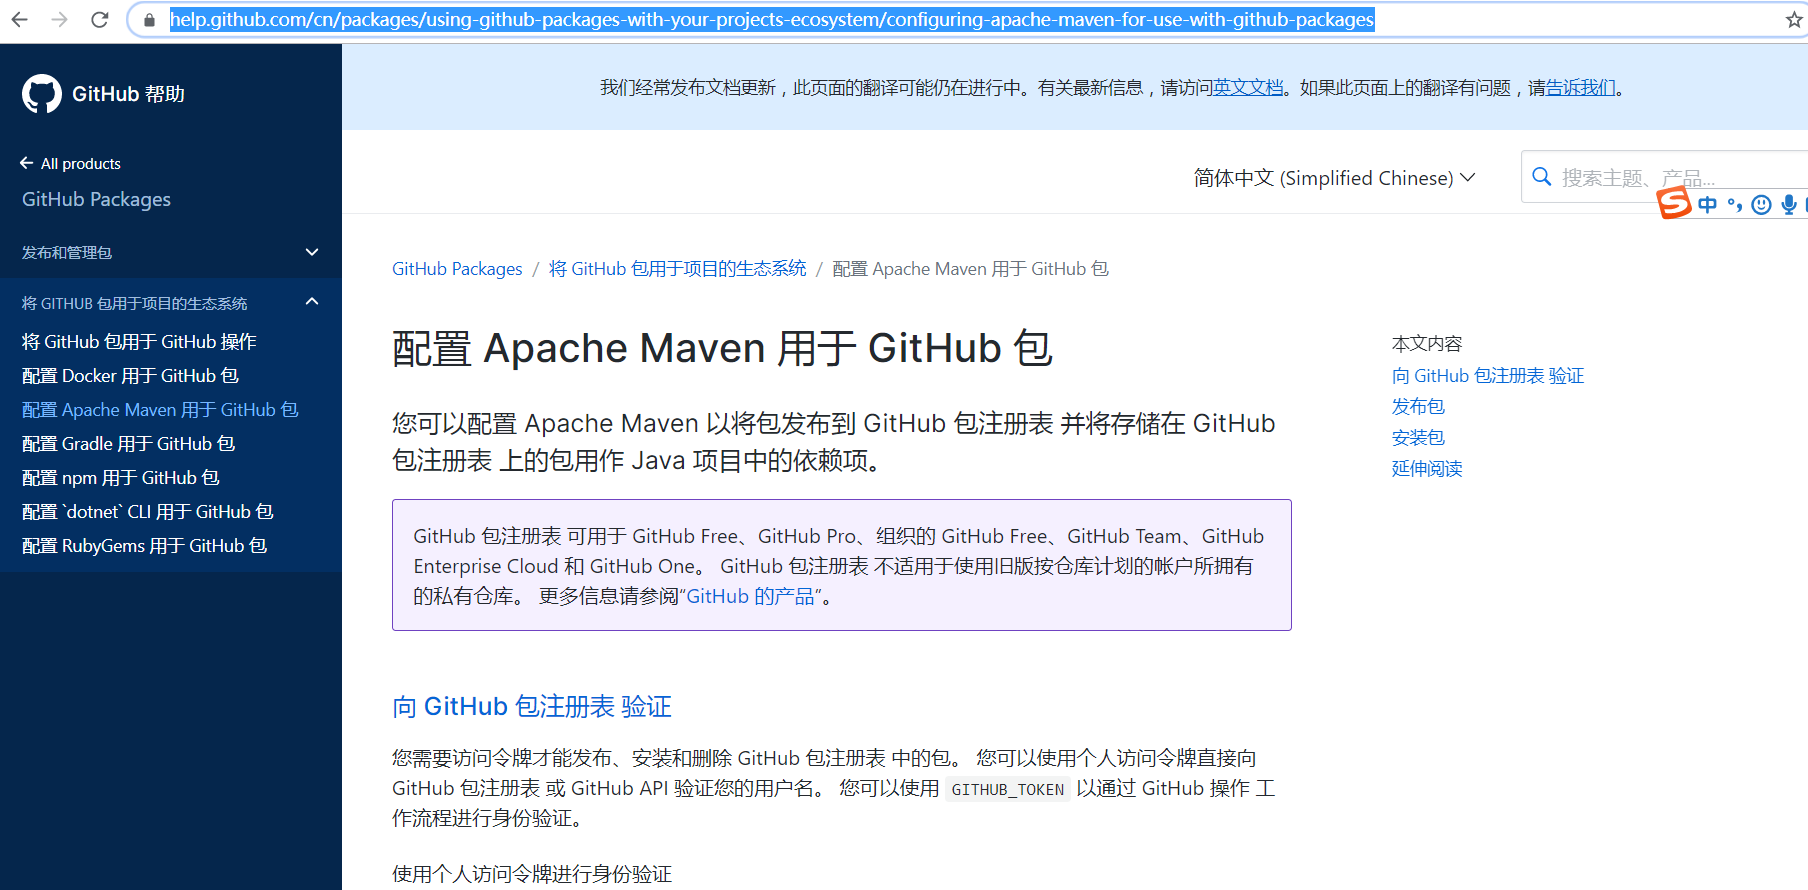 help.github.com/cn/packages/using-github-packages-with-your-projects-ecosystem/configuring-apache-maven-for-use-with-github-packages
GitHub 帮助
All products
GitHub Packages
发布和管理包
将 GITHUB 包用于项目的生态系统
将 GitHub 包用于 GitHub 操作
配置 Docker 用于 GitHub 包
配置 Apache Maven 用于 GitHub 包
配置 Gradle 用于 GitHub 包
配置 npm 用于 GitHub 包
配置 `dotnet` CLI 用于 GitHub 包
配置 RubyGems 用于 GitHub 包
我们经常发布文档更新，此页面的翻译可能仍在进行中。有关最新信息，请访问英文文档。如果此页面上的翻译有问题，请告诉我们。
简体中文 (Simplified Chinese)
搜索主题、产品...
中
GitHub Packages / 将 GitHub 包用于项目的生态系统 / 配置 Apache Maven 用于 GitHub 包
配置 Apache Maven 用于 GitHub 包
您可以配置 Apache Maven 以将包发布到 GitHub 包注册表 并将存储在 GitHub
包注册表 上的包用作 Java 项目中的依赖项。
GitHub 包注册表 可用于 GitHub Free、GitHub Pro、组织的 GitHub Free、GitHub Team、GitHub
Enterprise Cloud 和 GitHub One。 GitHub 包注册表 不适用于使用旧版按仓库计划的帐户所拥有
的私有仓库。 更多信息请参阅“GitHub 的产品”。
向 GitHub 包注册表 验证
您需要访问令牌才能发布、安装和删除 GitHub 包注册表 中的包。 您可以使用个人访问令牌直接向
GitHub 包注册表 或 GitHub API 验证您的用户名。 您可以使用 GITHUB_TOKEN 以通过 GitHub 操作 工
作流程进行身份验证。
使用个人访问令牌进行身份验证
本文内容
向 GitHub 包注册表 验证
发布包
安装包
延伸阅读